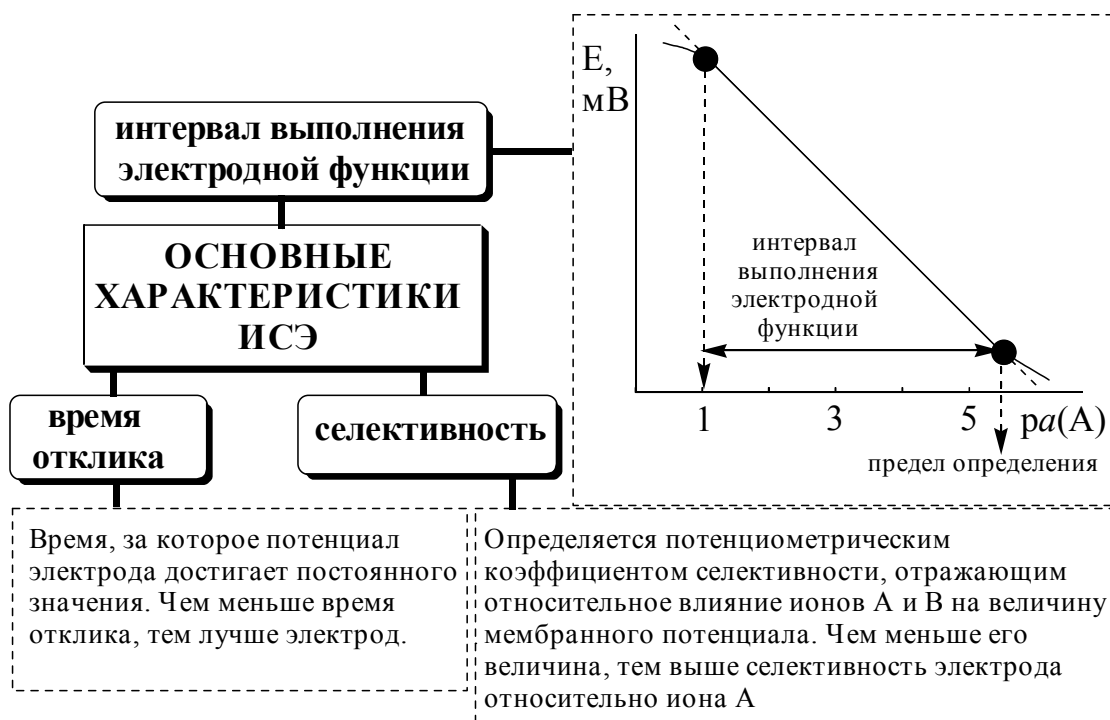 интервал выполнения
электродной функции
ОСНОВНЫЕ
ХАРАКТЕРИСТИКИ
ИСЭ
время
отклика
селективность
E,
мВ
интервал
выполнения
электродной
функции
1 3 5 pa(A)
предел определения
Время, за которое потенциал
электрода достигает постоянного
значения. Чем меньше время
отклика, тем лучше электрод.
Определяется потенциометрическим
коэффициентом селективности, отражающим
относительное влияние ионов А и В на величину
мембранного потенциала. Чем меньше его
величина, тем выше селективность электрода
относительно иона А